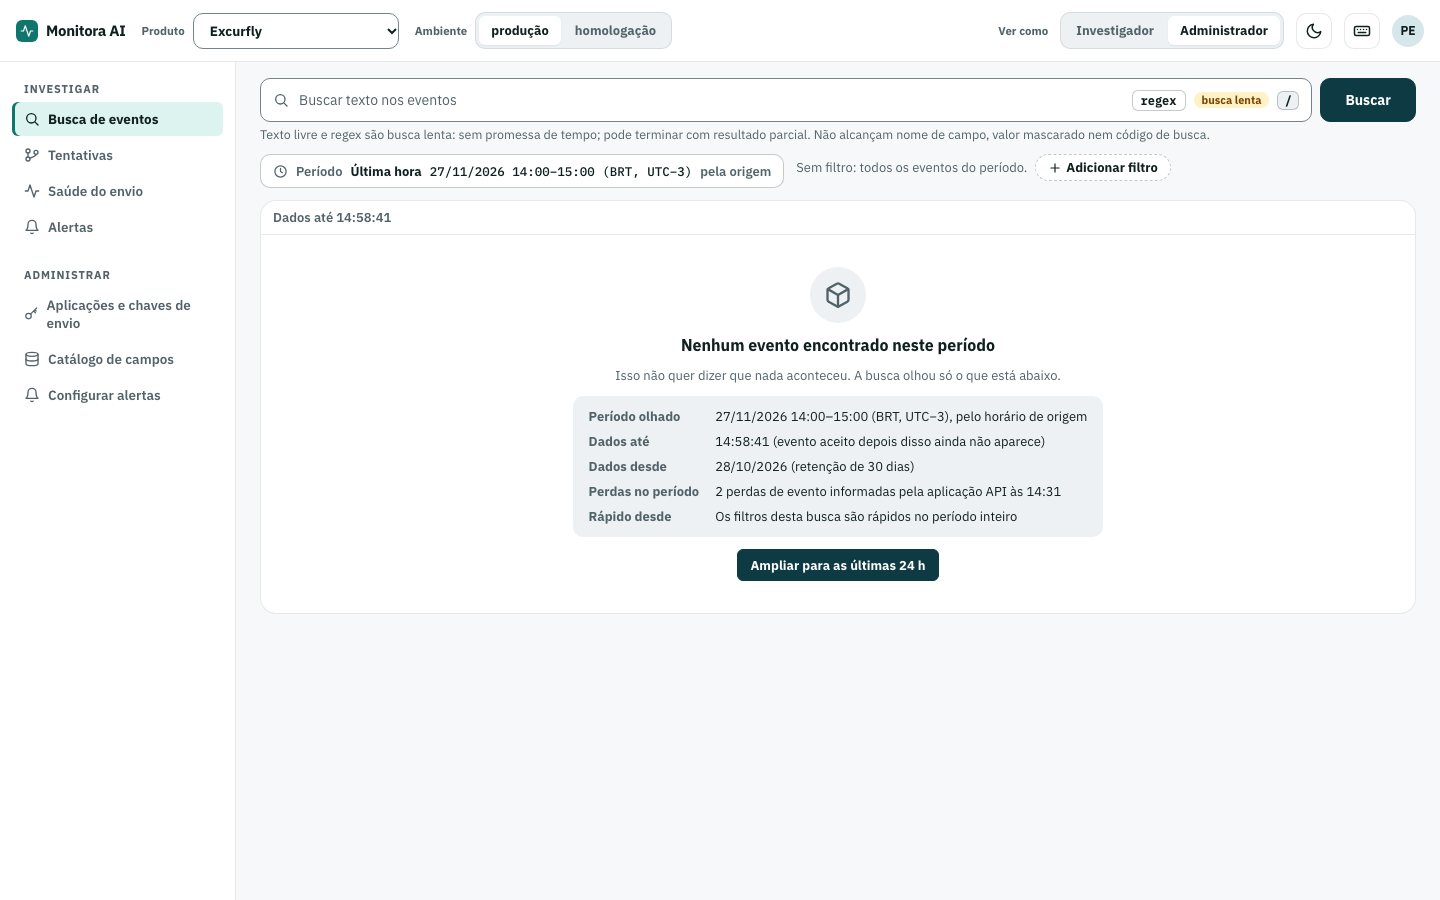 Monitora AI
Produto
Excurfly
Ambiente
produção
homologação
Ver como
Investigador
Administrador
PE
INVESTIGAR
Busca de eventos
Tentativas
Saúde do envio
Alertas
ADMINISTRAR
Aplicações e chaves de
envio
Catálogo de campos
Configurar alertas
Buscar texto nos eventos
regex
busca lenta
/
Buscar
Texto livre e regex são busca lenta: sem promessa de tempo; pode terminar com resultado parcial. Não alcançam nome de campo, valor mascarado nem código de busca.
Período Última hora 27/11/2026 14:00–15:00 (BRT, UTC−3) pela origem
Sem filtro: todos os eventos do período.
Adicionar filtro
Dados até 14:58:41
Nenhum evento encontrado neste período
Isso não quer dizer que nada aconteceu. A busca olhou só o que está abaixo.
Período olhado 27/11/2026 14:00–15:00 (BRT, UTC−3), pelo horário de origem
Dados até 14:58:41 (evento aceito depois disso ainda não aparece)
Dados desde 28/10/2026 (retenção de 30 dias)
Perdas no período 2 perdas de evento informadas pela aplicação API às 14:31
Rápido desde Os filtros desta busca são rápidos no período inteiro
Ampliar para as últimas 24 h